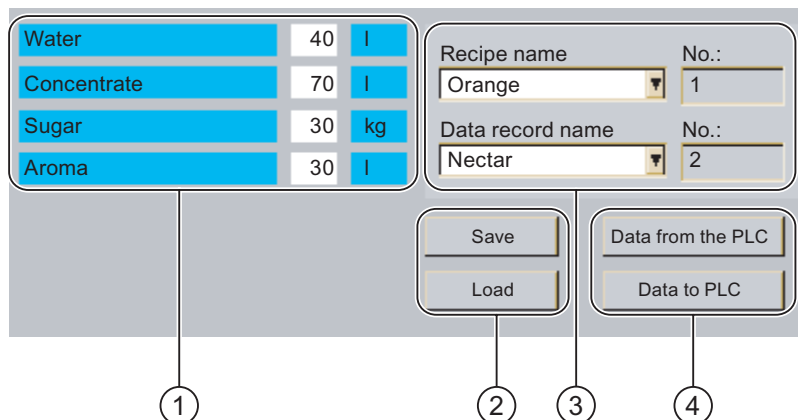 Water 40 l
Concentrate 70 l
Sugar 30 kg
Aroma 30 l
Recipe name No.:
Orange 1
Data record name No.:
Nectar 2
Save Data from the PLC
Load Data to PLC
1 2 3 4